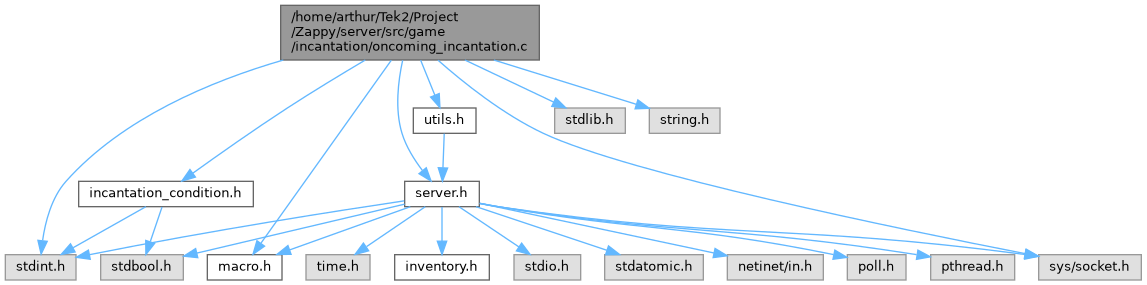 /home/arthur/Tek2/Project
/Zappy/server/src/game
/incantation/oncoming_incantation.c
utils.h
stdlib.h
string.h
incantation_condition.h
server.h
stdint.h
stdbool.h
macro.h
time.h
inventory.h
stdio.h
stdatomic.h
netinet/in.h
poll.h
pthread.h
sys/socket.h